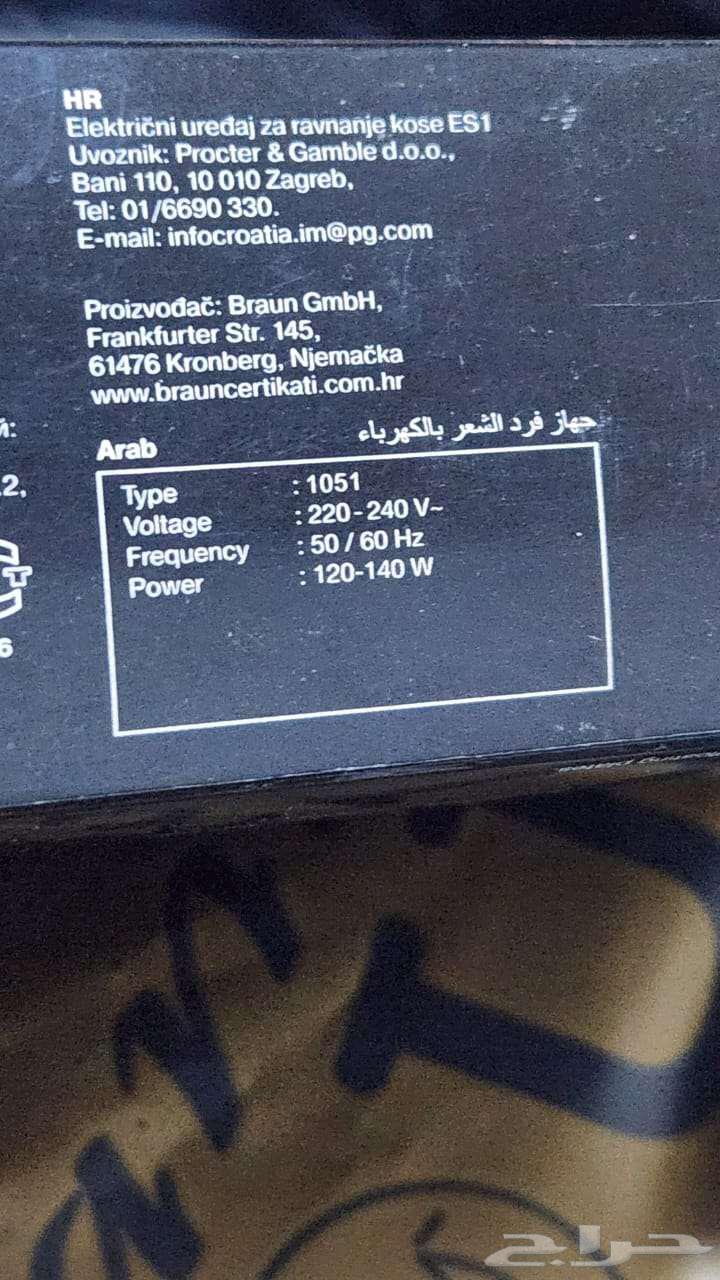 HR
Električni uređaj za ravnanje kose ES1
Uvoznik: Procter & Gamble d.o.o.,
Bani 110, 10 010 Zagreb,
Tel: 01/6690 330.
E-mail: infocroatia.im@pg.com
Proizvođač: Braun GmbH,
Frankfurter Str. 145,
61476 Kronberg, Njemačka
www.brauncertikati.com.hr
Arab جهاز فرد الشعر بالكهرباء
Type : 1051
Voltage : 220-240 V~
Frequency : 50 / 60 Hz
Power : 120-140 W
2,
6
حراج